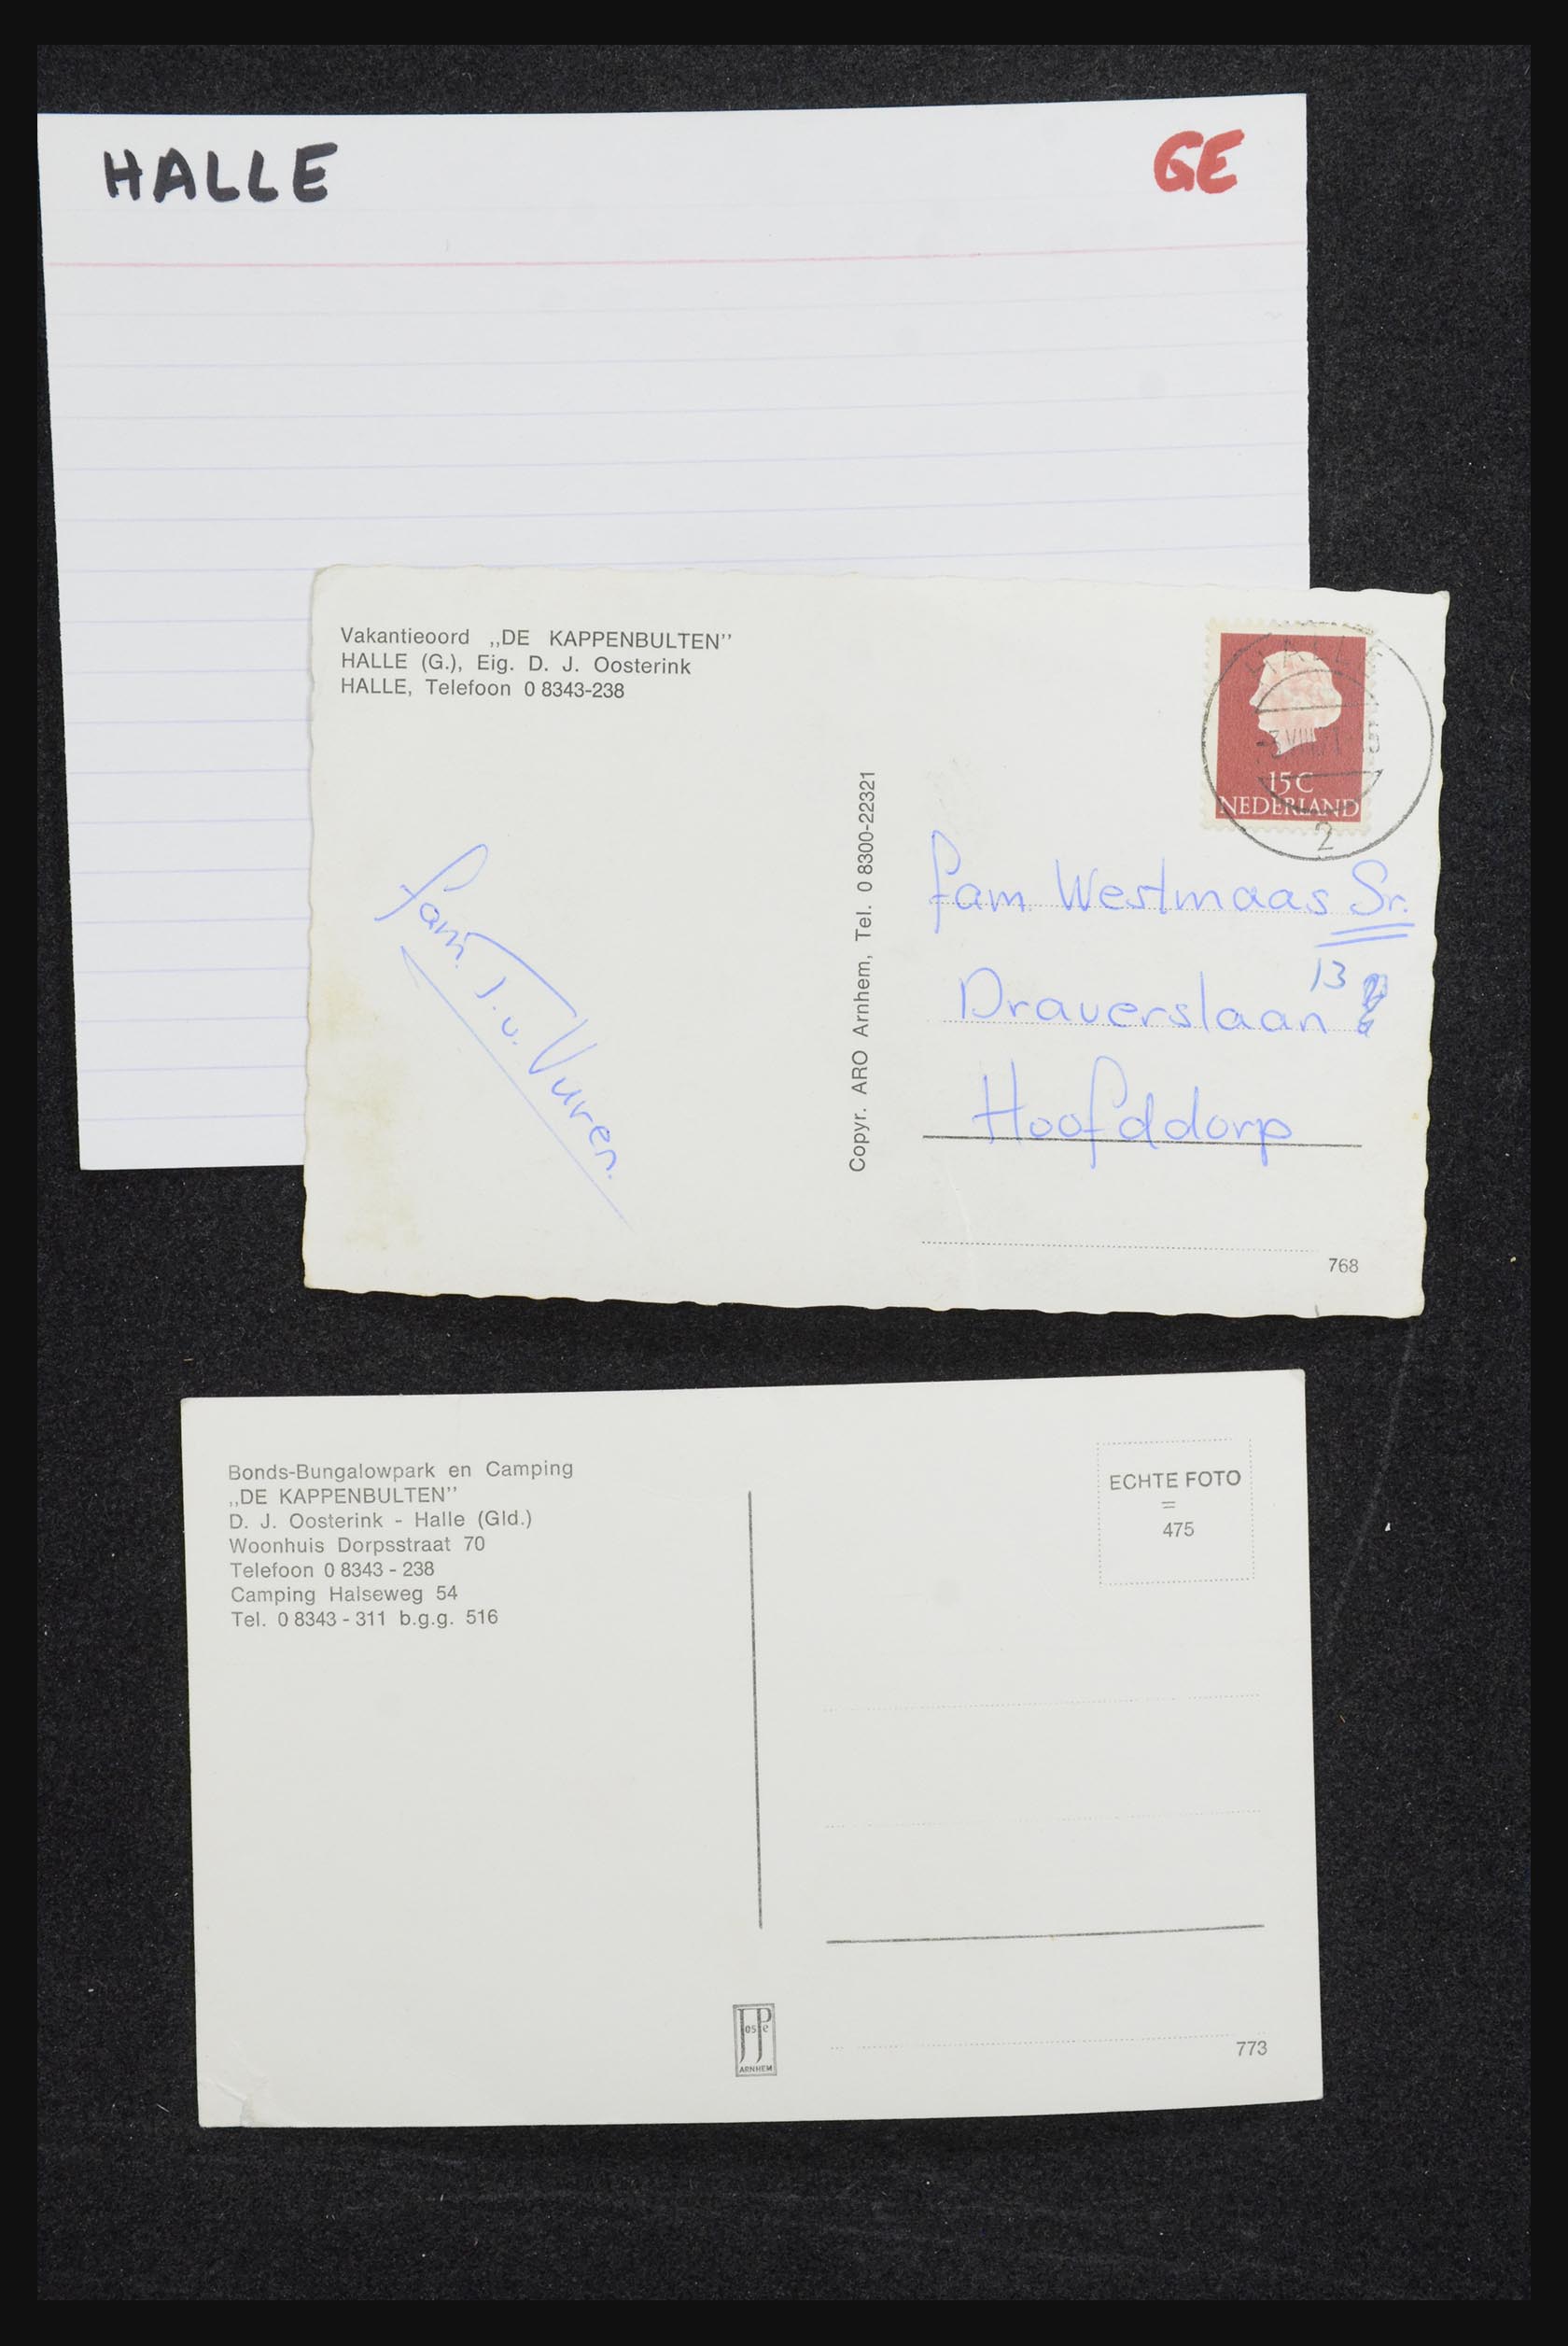 HALLE
GE
Vakantieoord „DE KAPPENBULTEN”
HALLE (G.), Eig. D. J. Oosterink
HALLE, Telefoon 0 8343-238
15 C
NEDERLAND
HALLE
2
fam. J. v. Vuren.
Copyr. ARO Arnhem, Tel. 0 8300-22321
fam Westmaas Sr.
13
Draverslaan
Hoofddorp
768
Bonds-Bungalowpark en Camping
„DE KAPPENBULTEN”
D. J. Oosterink - Halle (Gld.)
Woonhuis Dorpsstraat 70
Telefoon 0 8343 - 238
Camping Halseweg 54
Tel. 0 8343 - 311 b.g.g. 516
ECHTE FOTO
=
475
ARNHEM
773